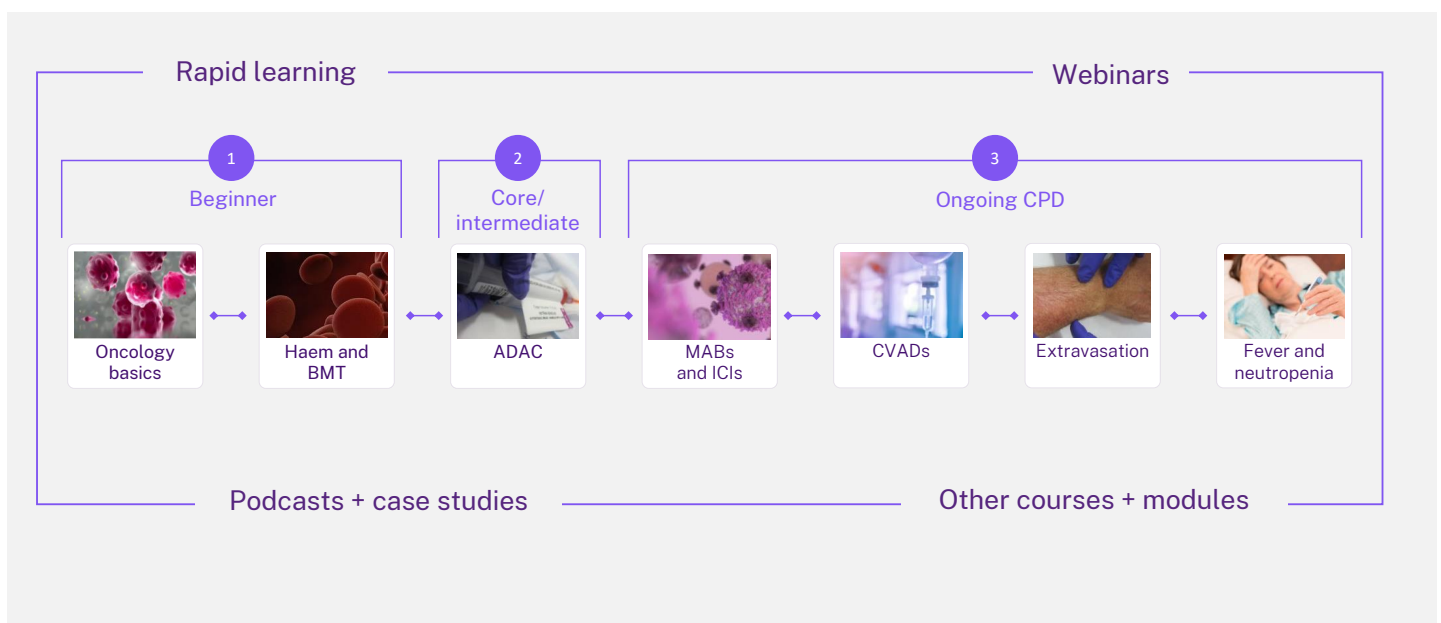 Rapid learning
Webinars
1
2
3
Beginner
Core/
intermediate
Ongoing CPD
Oncology
basics
Haem and
BMT
ADAC
MABs
and ICIs
CVADs
Extravasation
Fever and
neutropenia
Podcasts + case studies
Other courses + modules